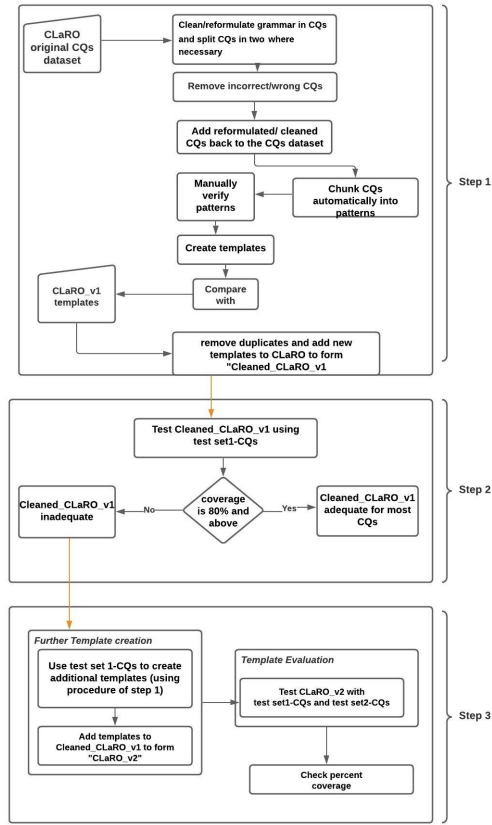 CLaRO
original CQs
dataset
Clean/reformulate grammar in CQs
and split CQs in two where
necessary
Remove incorrect/wrong CQs
Add reformulated/ cleaned
CQs back to the CQs dataset
Chunk CQs
automatically into
patterns
Manually
verify
patterns
Create templates
Compare
with
CLaRO_v1
templates
remove duplicates and add new
templates to CLaRO to form
"Cleaned_CLaRO_v1
Step 1
Test Cleaned_CLaRO_v1 using
test set1-CQs
coverage
is 80% and
above
No
Yes
Cleaned_CLaRO_v1
inadequate
Cleaned_CLaRO_v1
adequate for most
CQs
Step 2
Further Template creation
Use test set 1-CQs to create
additional templates (using
procedure of step 1)
Add templates to
Cleaned_CLaRO_v1 to form
"CLaRO_v2"
Template Evaluation
Test CLaRO_v2 with
test set1-CQs and test set2-CQs
Check percent
coverage
Step 3